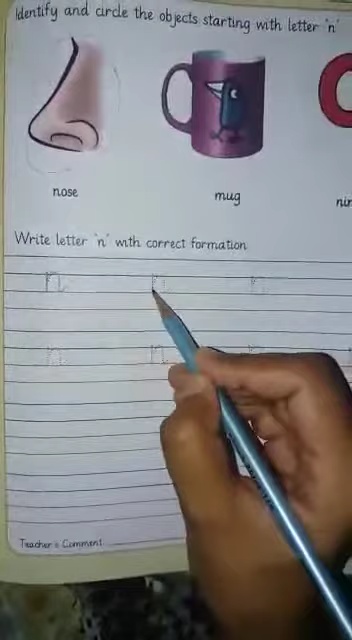 Identify and circle the objects starting with letter 'n'
nose mug
Write letter 'n' with correct formation
n n n
n n n
Teacher's Comment